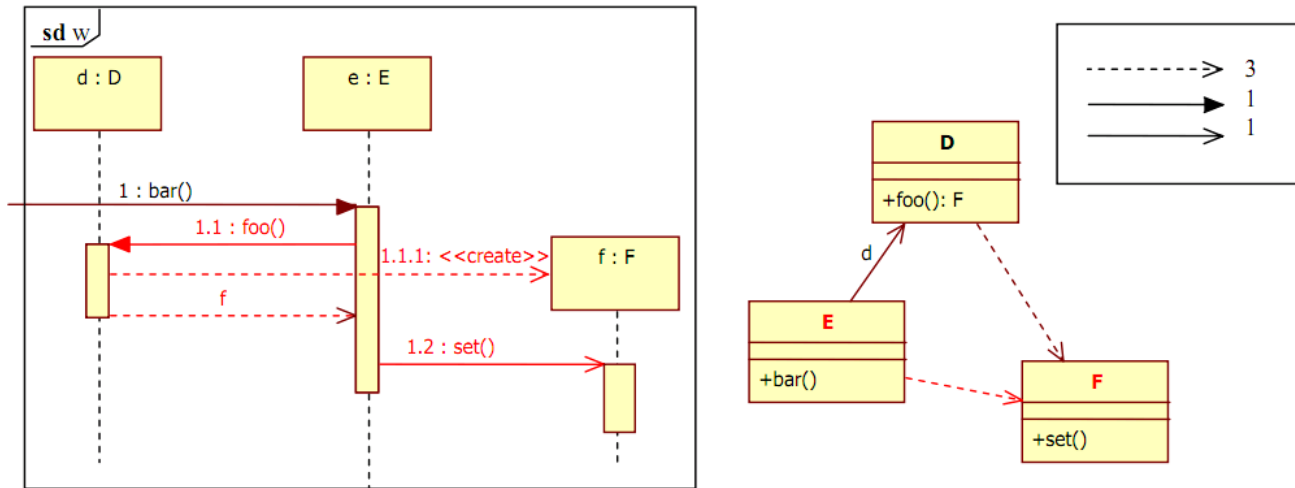 sd w
d : D
e : E
1 : bar()
1.1 : foo()
1.1.1: <<create>>
f : F
f
1.2 : set()
3
1
1
D
+foo(): F
d
E
+bar()
F
+set()